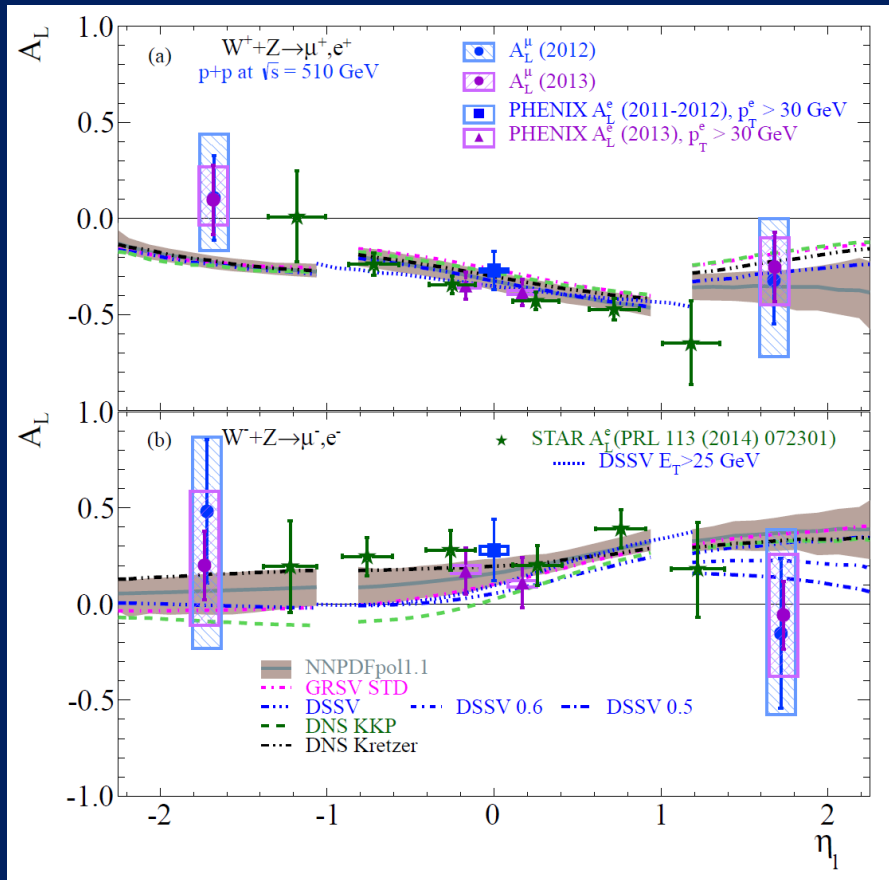 A_L
(a)
W⁺+Z→μ⁺,e⁺
p+p at √s = 510 GeV
A_L^μ (2012)
A_L^μ (2013)
PHENIX A_L^e (2011-2012), p_T^e > 30 GeV
PHENIX A_L^e (2013), p_T^e > 30 GeV
1.0
0.5
0.0
-0.5
A_L
(b)
W⁻+Z→μ⁻,e⁻
STAR A_L^e(PRL 113 (2014) 072301)
DSSV E_T>25 GeV
1.0
0.5
0.0
-0.5
-1.0
NNPDFpol1.1
GRSV STD
DSSV DSSV 0.6 DSSV 0.5
DNS KKP
DNS Kretzer
-2 -1 0 1 2
η_l